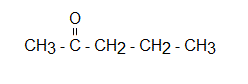 O
CH3 - C - CH2 - CH2 - CH3